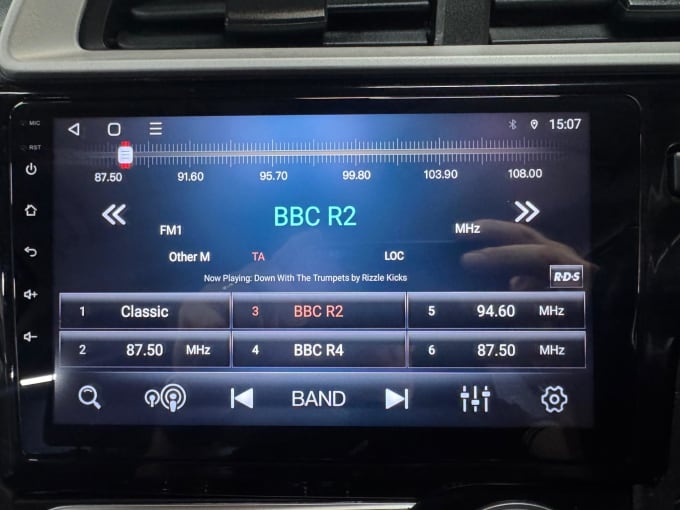 MIC
15:07
RST
87.50 91.60 95.70 99.80 103.90 108.00
BBC R2
FM1 MHz
Other M TA LOC
Now Playing: Down With The Trumpets by Rizzle Kicks
R·D·S
1 Classic 3 BBC R2 5 94.60 MHz
2 87.50 MHz 4 BBC R4 6 87.50 MHz
BAND